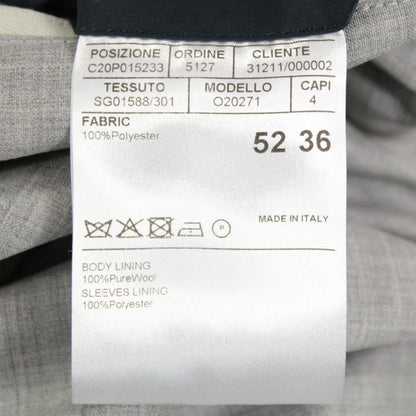 POSIZIONE ORDINE CLIENTE
C20P015233 5127 31211/000002
TESSUTO MODELLO CAPI
SG01588/301 O20271 4
FABRIC
100%Polyester
52 36
P
MADE IN ITALY
BODY LINING
100%PureWool
SLEEVES LINING
100%Polyester